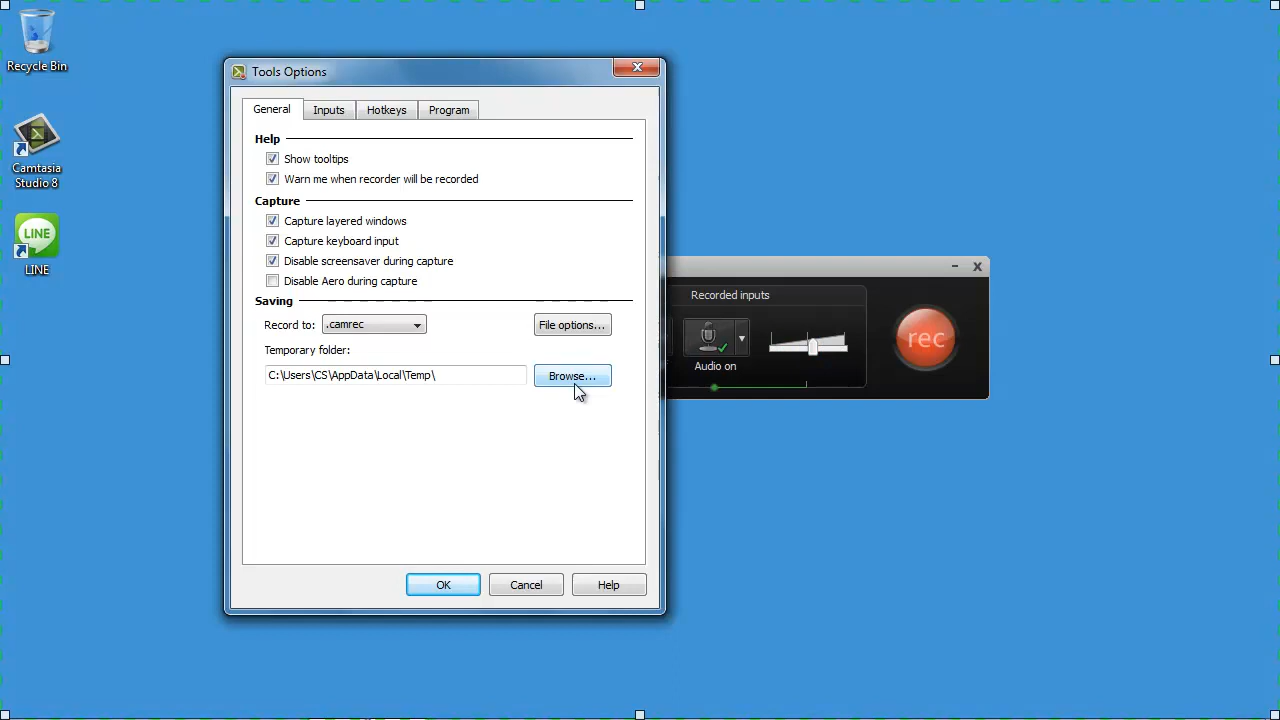 Recycle Bin
Camtasia
Studio 8
LINE
LINE
Tools Options
General
Inputs
Hotkeys
Program
Help
Show tooltips
Warn me when recorder will be recorded
Capture
Capture layered windows
Capture keyboard input
Disable screensaver during capture
Disable Aero during capture
Saving
Record to:
.camrec
File options...
Temporary folder:
C:\Users\CS\AppData\Local\Temp\
Browse...
OK
Cancel
Help
Recorded inputs
Audio on
rec